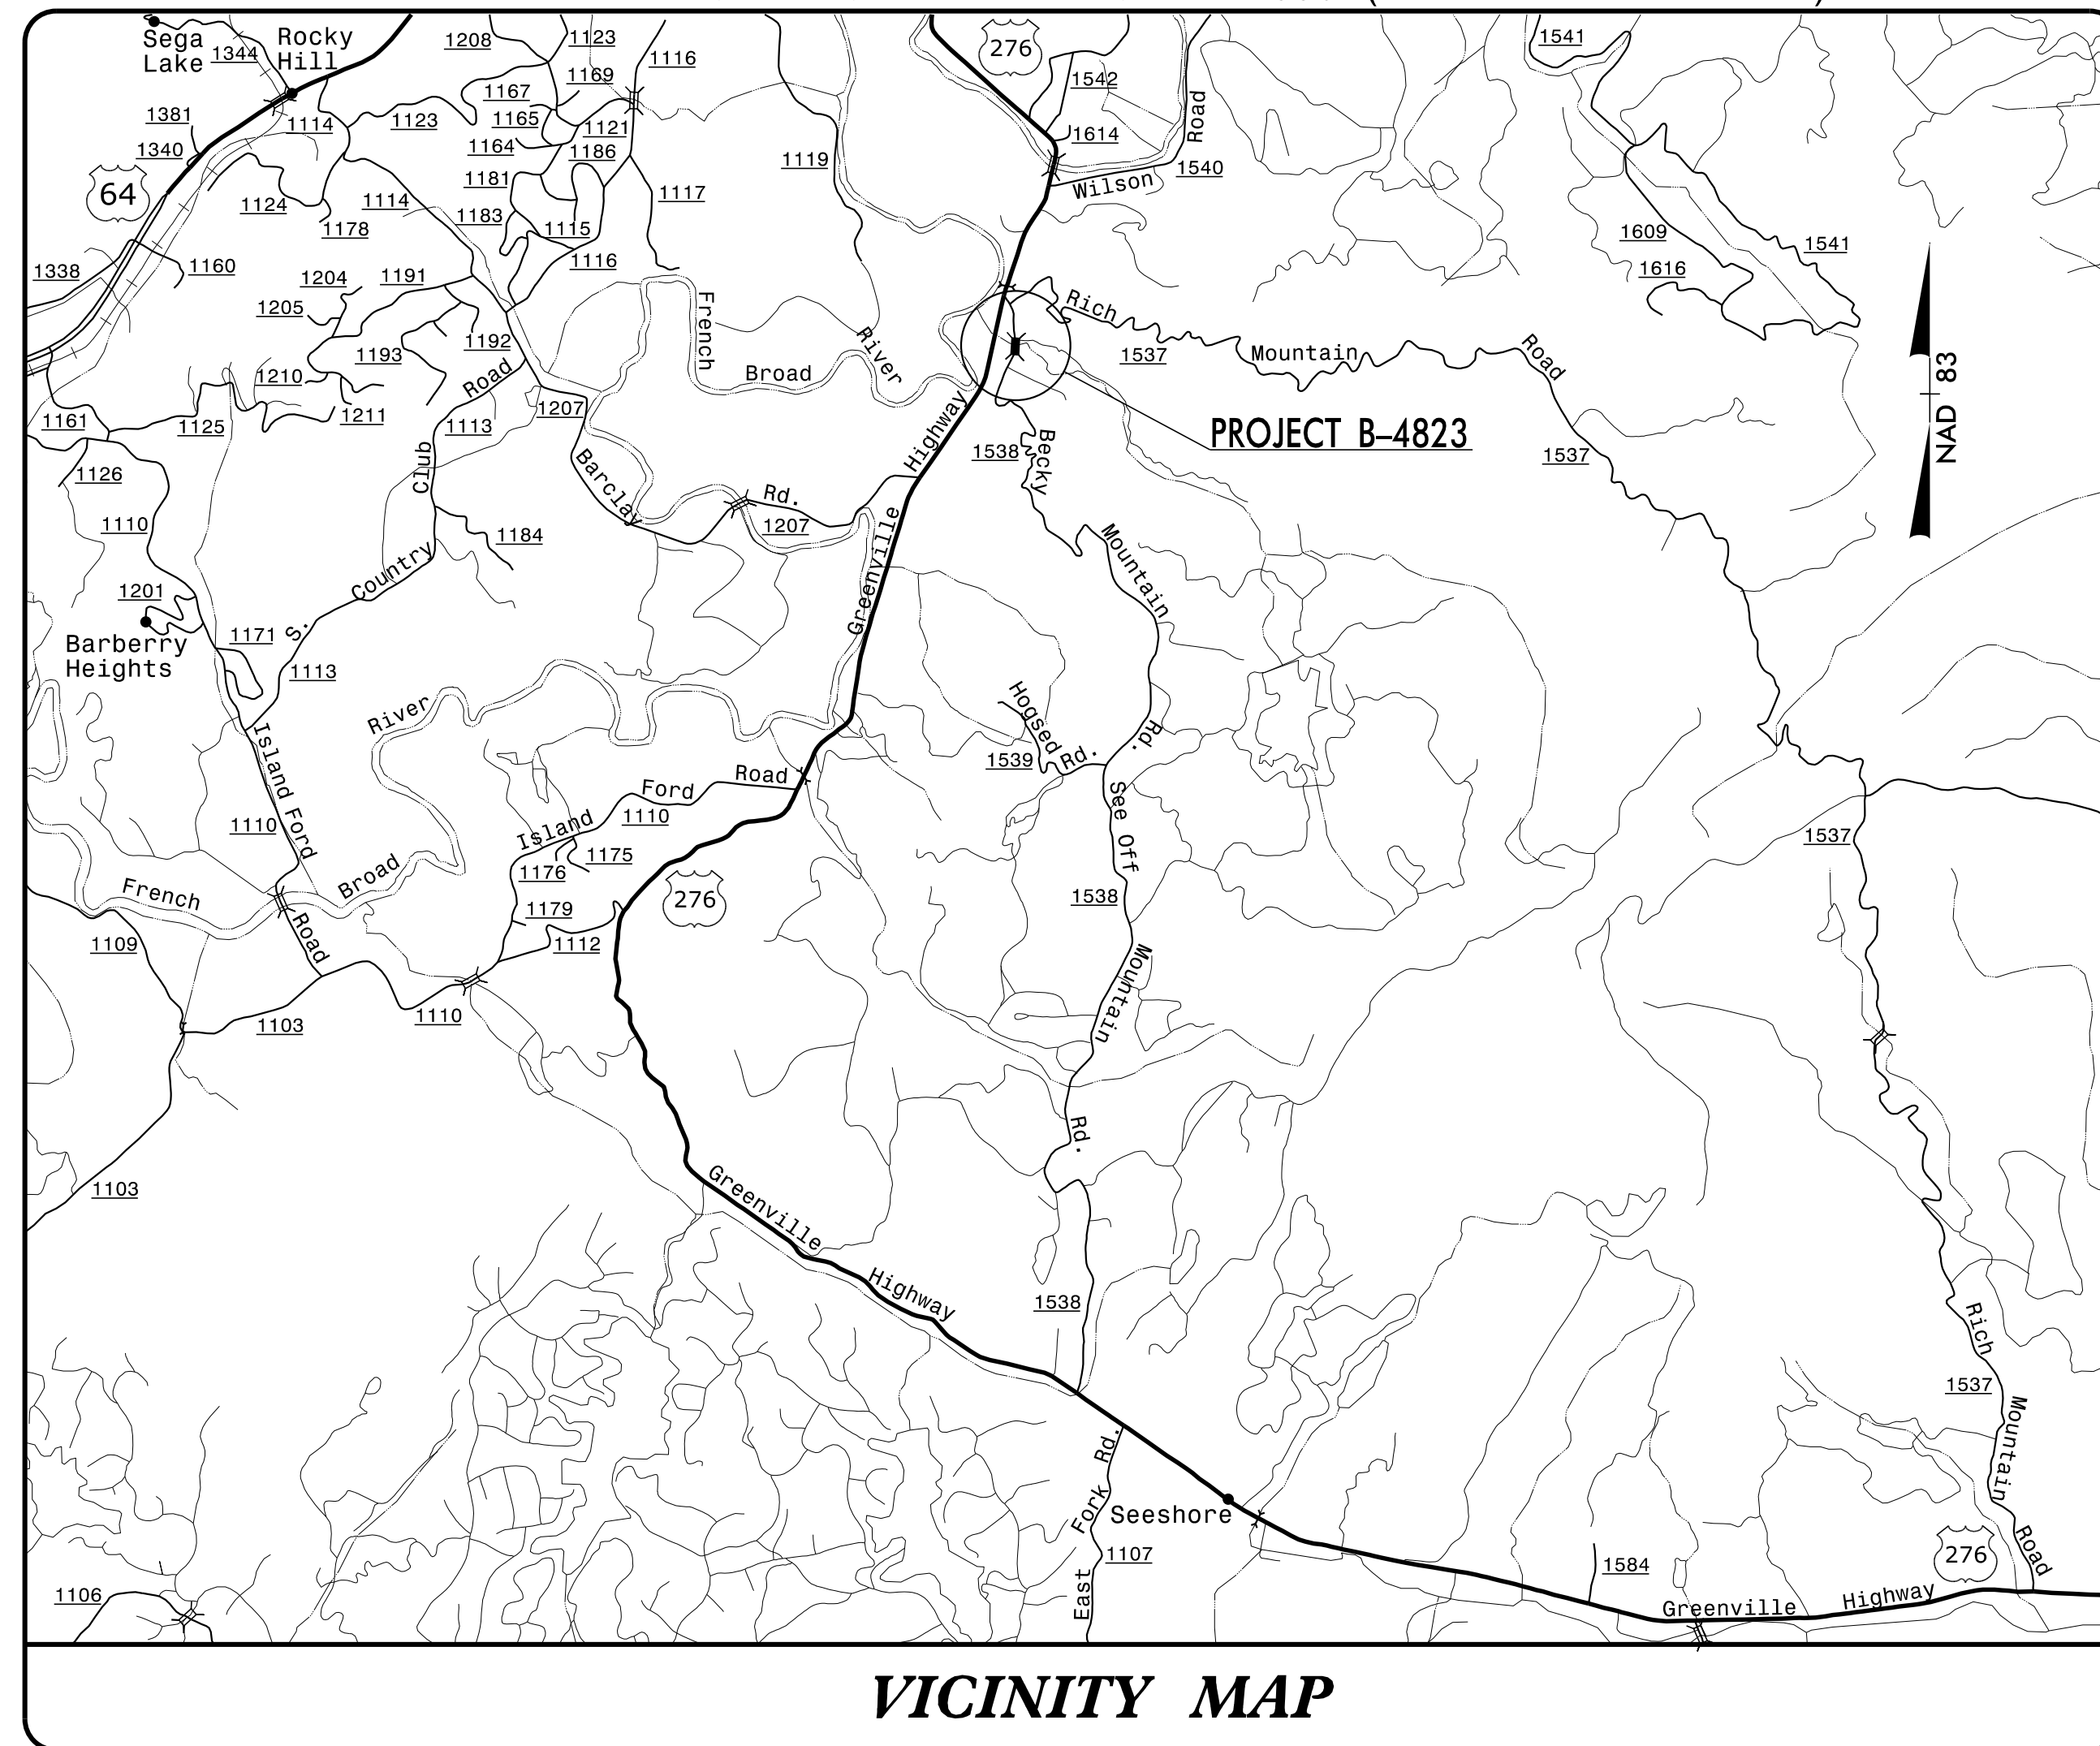 Sega
Lake
1344
Rocky
Hill
1208
1123
1116
276
1541
1169
1167
1542
1381
1114
1123
1165
1121
1614
Road
1340
1164
1186
1119
1540
64
1181
1117
Wilson
1124
1114
1178
1183
1115
1609
1541
1338
1160
1204
1191
1116
1616
1205
French
Rich
River
1537
Mountain
Road
NAD 83
1193
1192
1210
Road
Broad
1161
1125
1211
1113
1207
Highway
PROJECT B–4823
1126
Club
Barclay
Rd.
1207
1538
Becky
1537
1110
1184
Country
Greenville
Mountain
1201
Barberry
Heights
1171
S.
1113
River
Hogsed
Rd.
1539
Rd.
Island Ford
Road
Ford
1110
Island
1110
See Off
1537
1175
1176
French
Broad
276
1538
1179
1109
Road
1112
Mountain
1103
1110
1103
Rd.
Greenville
Highway
1538
Rich
1537
Mountain
Rd.
Fork
Seeshore
1107
276
Road
1106
East
1584
Greenville
Highway
VICINITY MAP